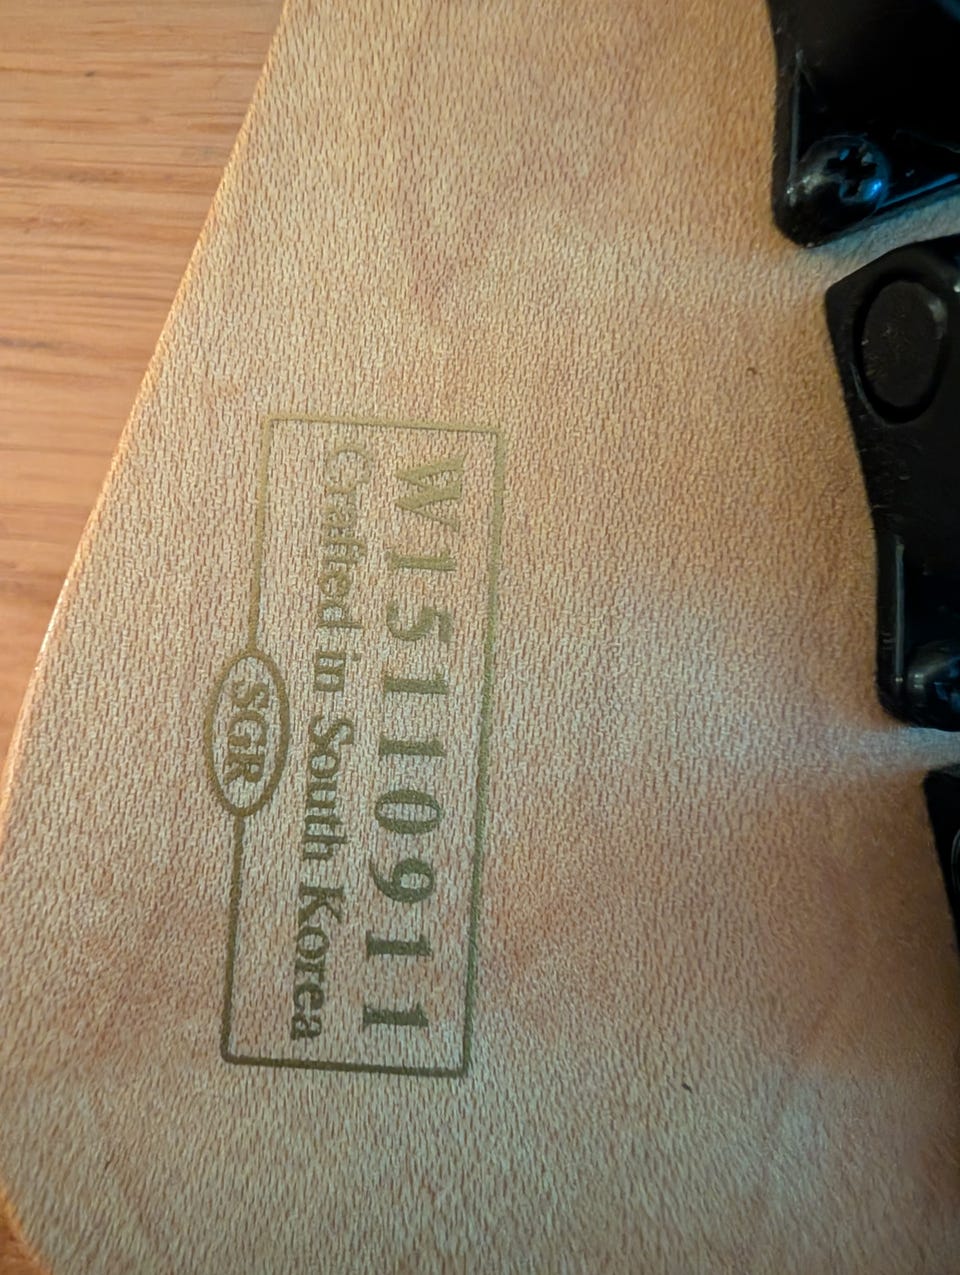 W15110911
Crafted in South Korea
SGR